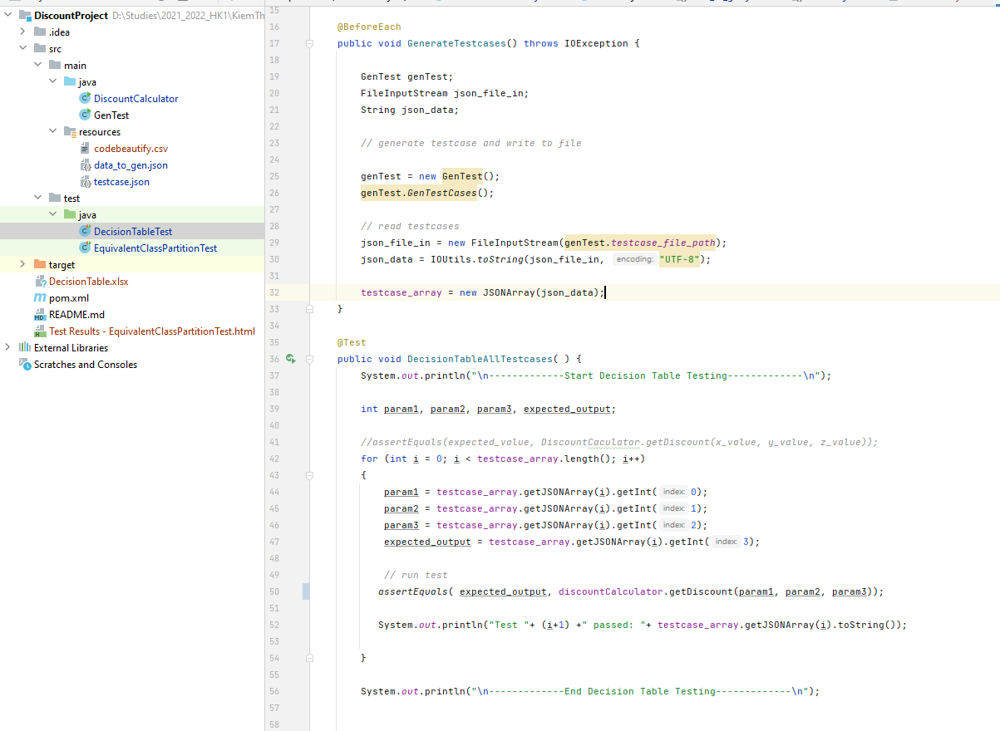 DiscountProject D:\Studies\2021_2022_HK1\KiemTh
.idea
src
main
java
DiscountCalculator
GenTest
resources
codebeautify.csv
data_to_gen.json
testcase.json
test
java
DecisionTableTest
EquivalentClassPartitionTest
target
DecisionTable.xlsx
pom.xml
README.md
Test Results - EquivalentClassPartitionTest.html
External Libraries
Scratches and Consoles
15
16 @BeforeEach
17 public void GenerateTestcases() throws IOException {
18
19 GenTest genTest;
20 FileInputStream json_file_in;
21 String json_data;
22
23 // generate testcase and write to file
24
25 genTest = new GenTest();
26 genTest.GenTestCases();
27
28 // read testcases
29 json_file_in = new FileInputStream(genTest.testcase_file_path);
30 json_data = IOUtils.toString(json_file_in, encoding: "UTF-8");
31
32 testcase_array = new JSONArray(json_data);
33 }
34
35 @Test
36 public void DecisionTableAllTestcases( ) {
37 System.out.println("\n-------------Start Decision Table Testing-------------\n");
38
39 int param1, param2, param3, expected_output;
40
41 //assertEquals(expected_value, DiscountCaculator.getDiscount(x_value, y_value, z_value));
42 for (int i = 0; i < testcase_array.length(); i++)
43 {
44 param1 = testcase_array.getJSONArray(i).getInt( index: 0);
45 param2 = testcase_array.getJSONArray(i).getInt( index: 1);
46 param3 = testcase_array.getJSONArray(i).getInt( index: 2);
47 expected_output = testcase_array.getJSONArray(i).getInt( index: 3);
48
49 // run test
50 assertEquals( expected_output, discountCalculator.getDiscount(param1, param2, param3));
51
52 System.out.println("Test "+ (i+1) +" passed: "+ testcase_array.getJSONArray(i).toString());
53
54 }
55
56 System.out.println("\n-------------End Decision Table Testing-------------\n");
57
58